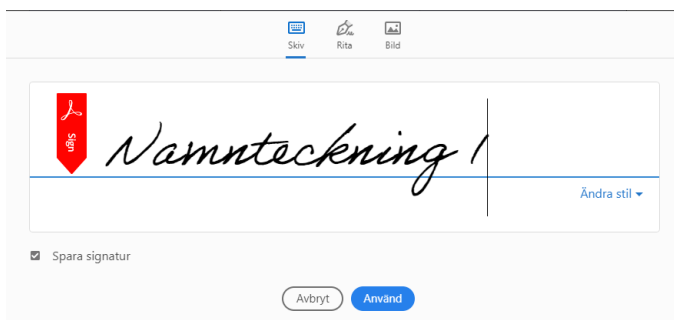 Skiv Rita Bild
Sign
Namnteckning 1
Ändra stil
Spara signatur
Avbryt Använd